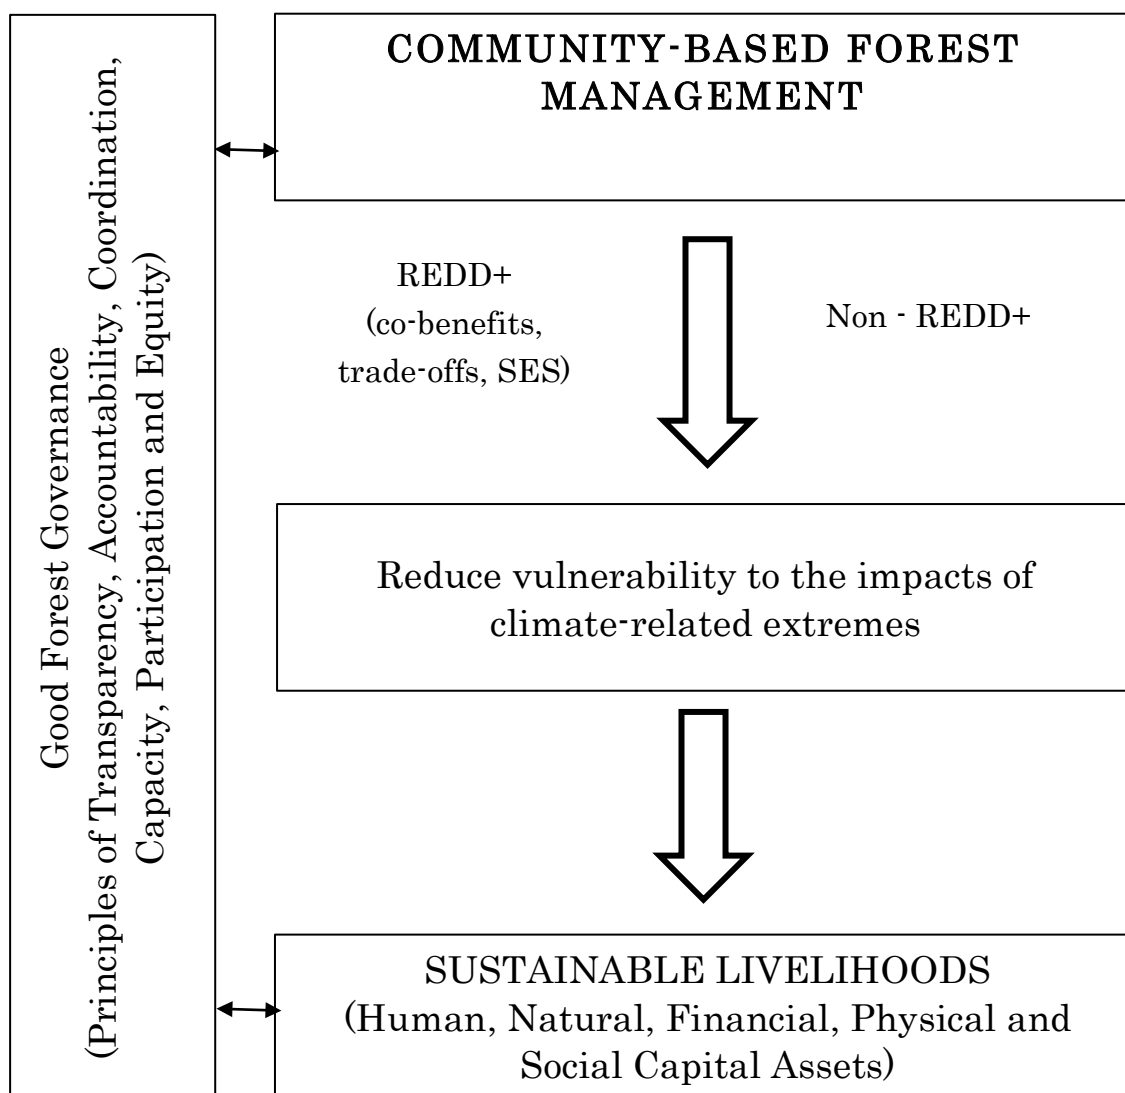 Good Forest Governance
(Principles of Transparency, Accountability, Coordination,
Capacity, Participation and Equity)
COMMUNITY-BASED FOREST
MANAGEMENT
REDD+
(co-benefits,
trade-offs, SES)
Non - REDD+
Reduce vulnerability to the impacts of
climate-related extremes
SUSTAINABLE LIVELIHOODS
(Human, Natural, Financial, Physical and
Social Capital Assets)